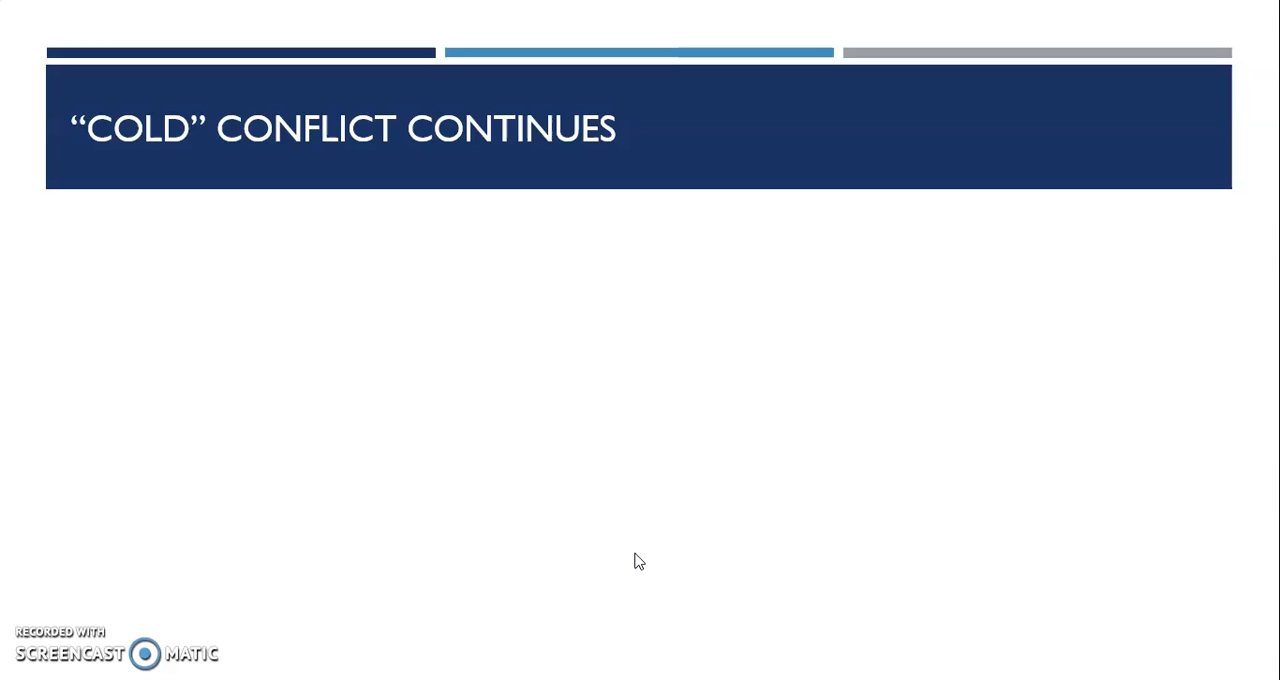 “COLD” CONFLICT CONTINUES
RECORDED WITH
SCREENCAST MATIC